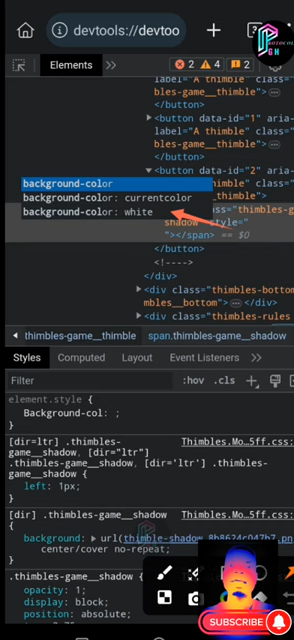 devtools://devtoo
PROTOCOL
GH
Elements
2
4
2
label="A thimble" class="
bles-game__thimble">
</button>
<button data-id="1" aria-
label="A thimble" class="
bles-game__thimble">
</button>
<button data-id="2" aria-
himble" class="
thimble">
background-color
background-color: currentcolor
background-color: white
ss="thimbles-g
shadow" style="
"></span> == $0
</button>
<!---->
</div>
<div class="thimbles-bottom
mbles__bottom"> </div>
<div class="thimbles-rules
thimbles-game__thimble
span.thimbles-game__shadow
Styles
Computed
Layout
Event Listeners
Filter
:hov
.cls
element.style {
Background-col: ;
}
[dir=ltr] .thimbles-
game__shadow, [dir="ltr"]
.thimbles-game__shadow, [dir='ltr'] .thimbles-
game__shadow {
Thimbles.Mo…5ff.css:
left: 1px;
}
[dir] .thimbles-game__shadow
{
Thimbles.Mo…5ff.css:
background: url(thimble-shadow.8b8624c047b7.pn
center/cover no-repeat;
}
.thimbles-game__shadow {
opacity: 1;
display: block;
position: absolute;
SUBSCRIBE